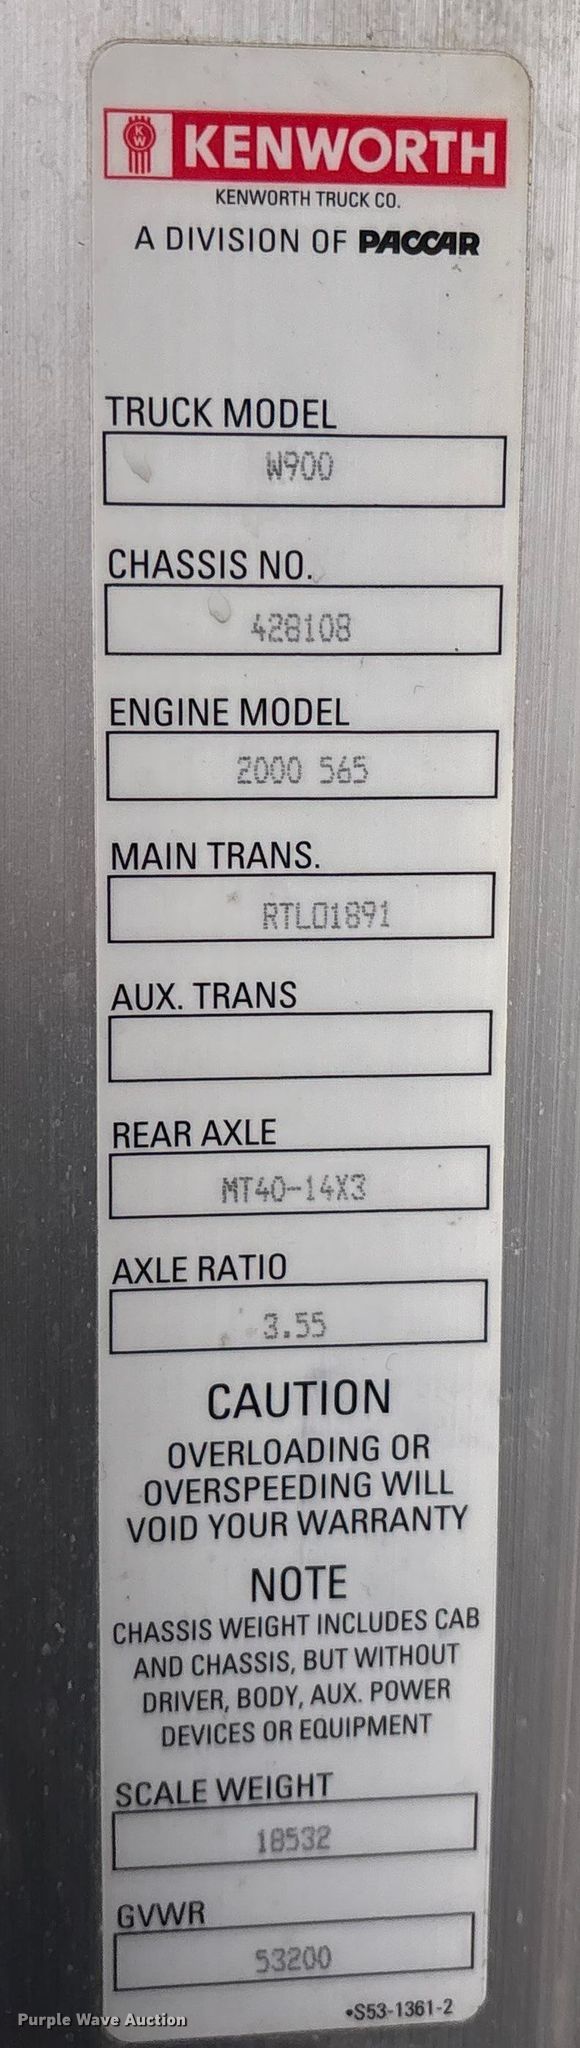 KW KENWORTH
KENWORTH TRUCK CO.
A DIVISION OF PACCAR
TRUCK MODEL
W900
CHASSIS NO.
428108
ENGINE MODEL
2000 565
MAIN TRANS.
RTLO1891
AUX. TRANS
REAR AXLE
MT40-14X3
AXLE RATIO
3.55
CAUTION
OVERLOADING OR
OVERSPEEDING WILL
VOID YOUR WARRANTY
NOTE
CHASSIS WEIGHT INCLUDES CAB
AND CHASSIS, BUT WITHOUT
DRIVER, BODY, AUX. POWER
DEVICES OR EQUIPMENT
SCALE WEIGHT
18532
GVWR
53200
•S53-1361-2
Purple Wave Auction